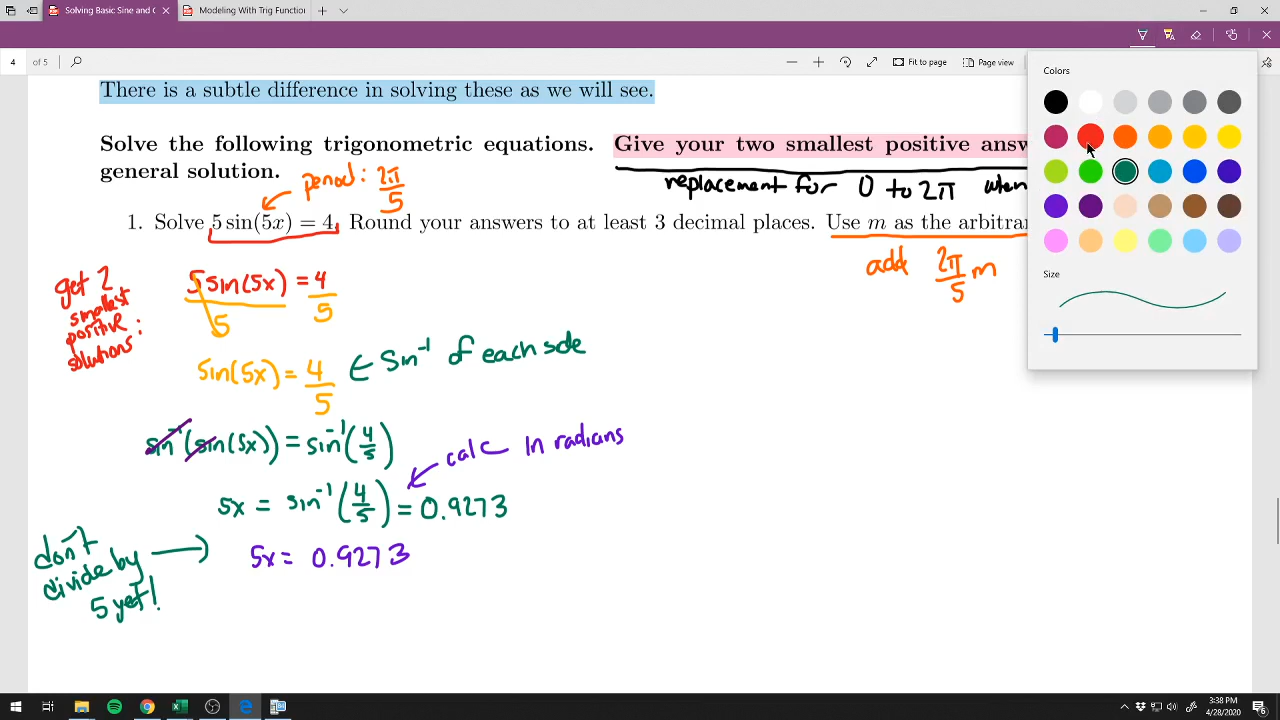 Solving Basic Sine and C
Modeling With Trig Function
4 of 5
Fit to page
Page view
There is a subtle difference in solving these as we will see.
Solve the following trigonometric equations. Give your two smallest positive answ
general solution.
period: 2π/5
replacement for 0 to 2π when
1. Solve 5 sin(5x) = 4. Round your answers to at least 3 decimal places. Use m as the arbitrar
add 2π/5 m
get 2
smallest
positive
solutions:
5sin(5x) = 4
5 5
sin(5x) = 4/5 ← Sin⁻¹ of each side
sin⁻¹(sin(5x)) = sin⁻¹(4/5)
calc in radians
5x = sin⁻¹(4/5) = 0.9273
don't
divide by
5 yet!
5x = 0.9273
Colors
Size
3:38 PM
4/28/2020
6